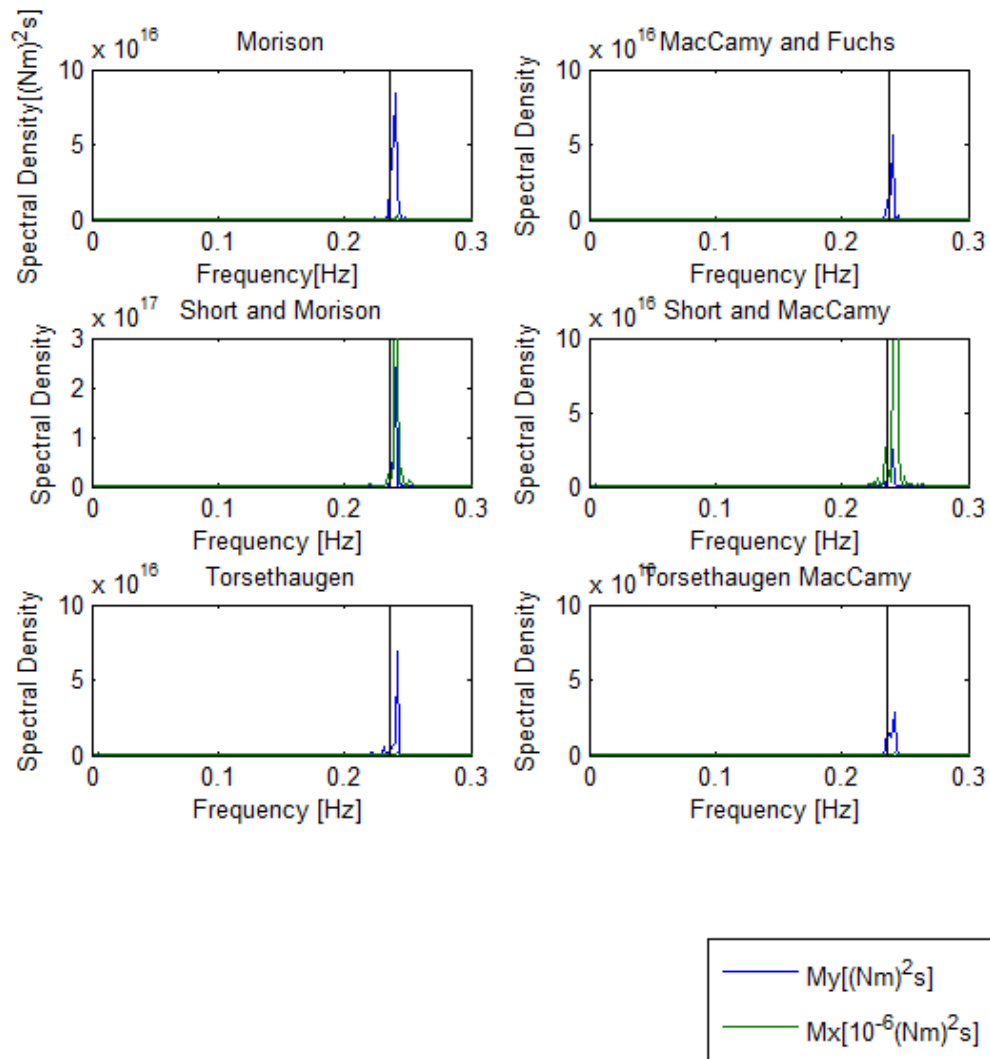 x 10^16
Morison
Spectral Density[(Nm)^2s]
10
5
0
0 0.1 0.2 0.3
Frequency[Hz]
x 10^16
MacCamy and Fuchs
Spectral Density
10
5
0
0 0.1 0.2 0.3
Frequency [Hz]
x 10^17
Short and Morison
Spectral Density
3
2
1
0
0 0.1 0.2 0.3
Frequency [Hz]
x 10^16
Short and MacCamy
Spectral Density
10
5
0
0 0.1 0.2 0.3
Frequency [Hz]
x 10^16
Torsethaugen
Spectral Density
10
5
0
0 0.1 0.2 0.3
Frequency [Hz]
x 10^16
Torsethaugen MacCamy
Spectral Density
10
5
0
0 0.1 0.2 0.3
Frequency [Hz]
My[(Nm)^2s]
Mx[10^-6(Nm)^2s]